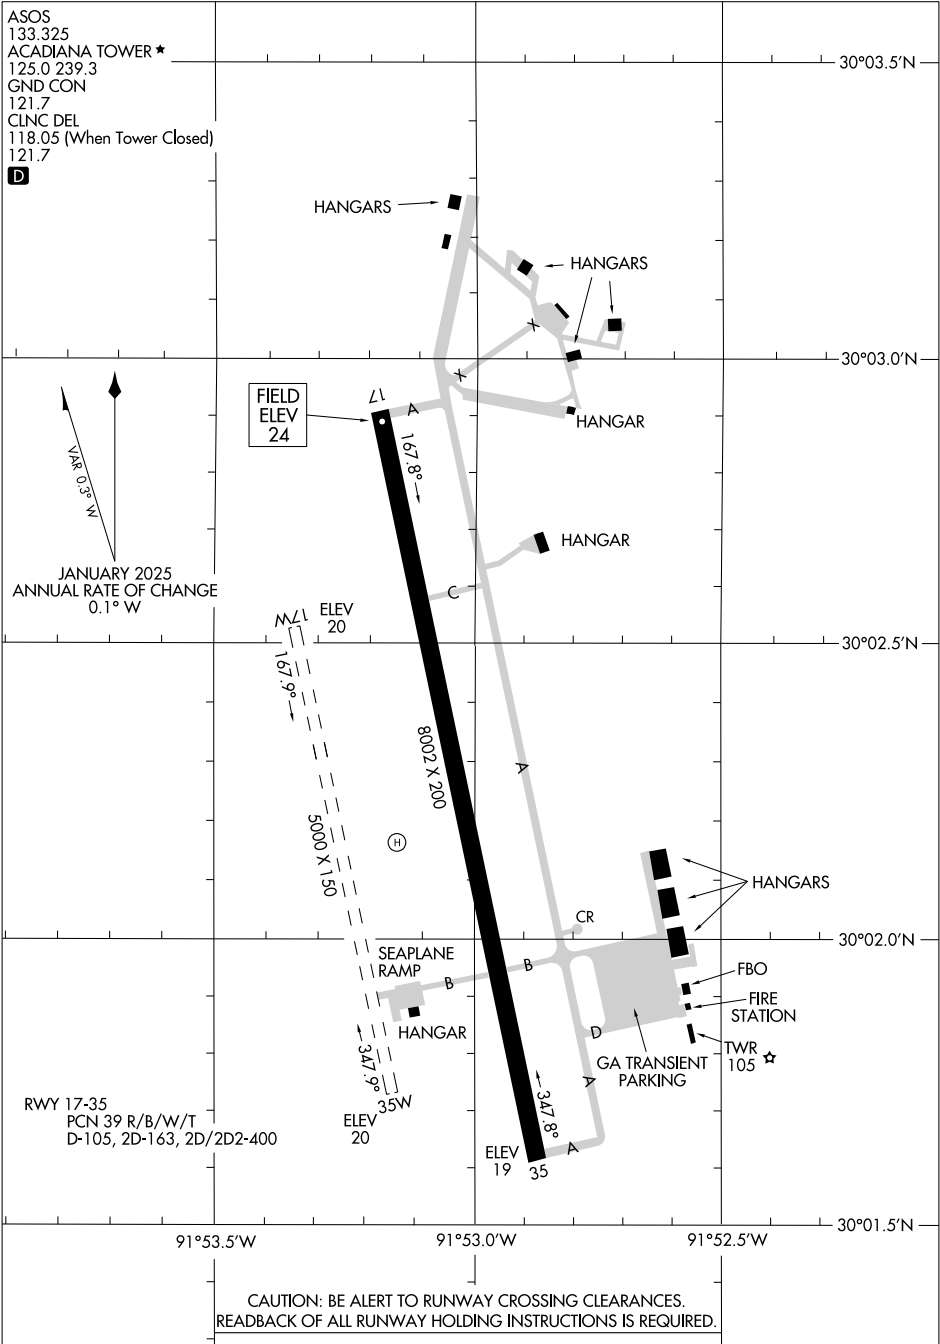 ASOS
133.325
ACADIANA TOWER ★
125.0 239.3
GND CON
121.7
CLNC DEL
118.05 (When Tower Closed)
121.7
D
30°03.5'N
HANGARS
HANGARS
30°03.0'N
FIELD
ELEV
24
17
A
X
X
HANGAR
167.8°
VAR 0.3° W
JANUARY 2025
ANNUAL RATE OF CHANGE
0.1° W
HANGAR
C
17W
ELEV
20
30°02.5'N
167.9°
8002 X 200
A
5000 X 150
H
HANGARS
CR
30°02.0'N
SEAPLANE
RAMP
B
B
FBO
FIRE
STATION
HANGAR
D
TWR
105
GA TRANSIENT
PARKING
A
347.9°
35W
ELEV
20
347.8°
RWY 17-35
PCN 39 R/B/W/T
D-105, 2D-163, 2D/2D2-400
ELEV
19
35
A
30°01.5'N
91°53.5'W
91°53.0'W
91°52.5'W
CAUTION: BE ALERT TO RUNWAY CROSSING CLEARANCES.
READBACK OF ALL RUNWAY HOLDING INSTRUCTIONS IS REQUIRED.